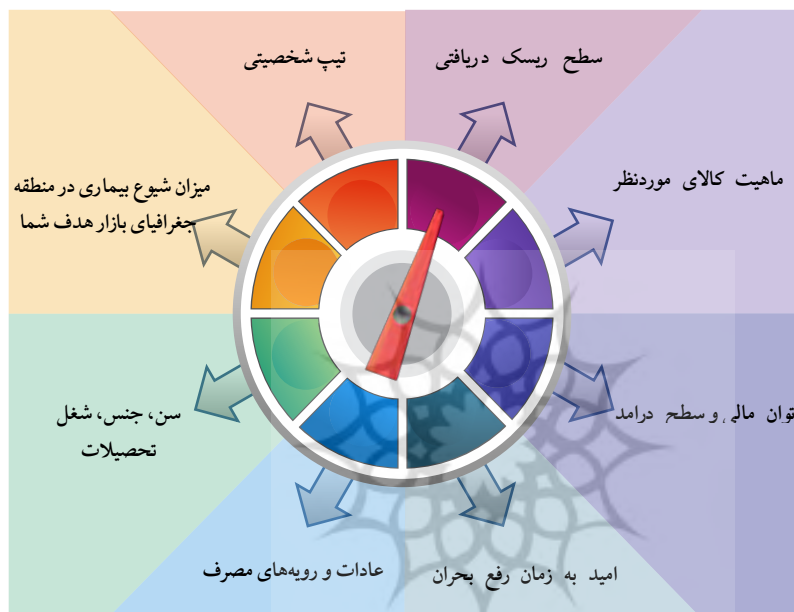 سطح ریسک دریافتی
تیپ شخصیتی
ماهیت کالای موردنظر
میزان شیوع بیماری در منطقه
جغرافیای بازار هدف شما
توان مالی و سطح درامد
سن، جنس، شغل
تحصیلات
امید به زمان رفع بحران
عادات و رویه‌های مصرف